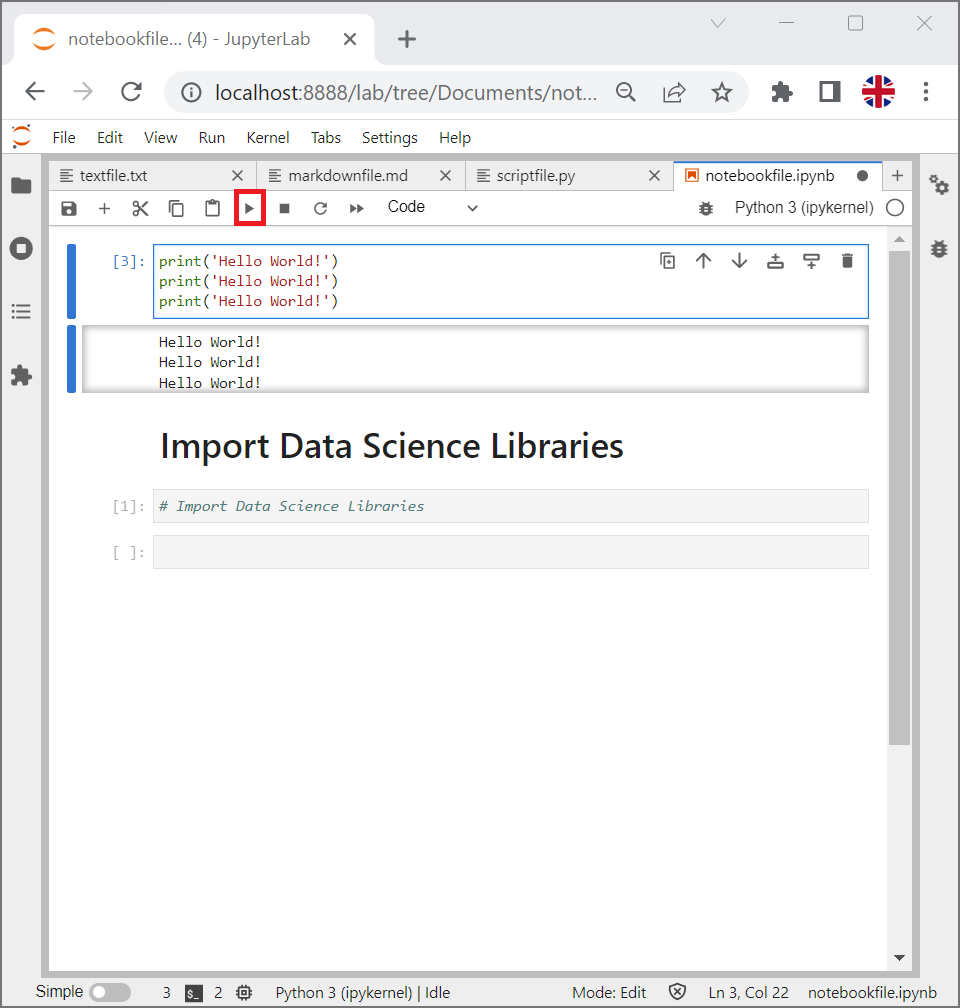 notebookfile... (4) - JupyterLab
localhost:8888/lab/tree/Documents/not...
File Edit View Run Kernel Tabs Settings Help
textfile.txt markdownfile.md scriptfile.py notebookfile.ipynb
Code Python 3 (ipykernel)
[3]: print('Hello World!')
print('Hello World!')
print('Hello World!')
Hello World!
Hello World!
Hello World!
Import Data Science Libraries
[1]: # Import Data Science Libraries
[ ]:
Simple 3 $_ 2 Python 3 (ipykernel) | Idle Mode: Edit Ln 3, Col 22 notebookfile.ipynb